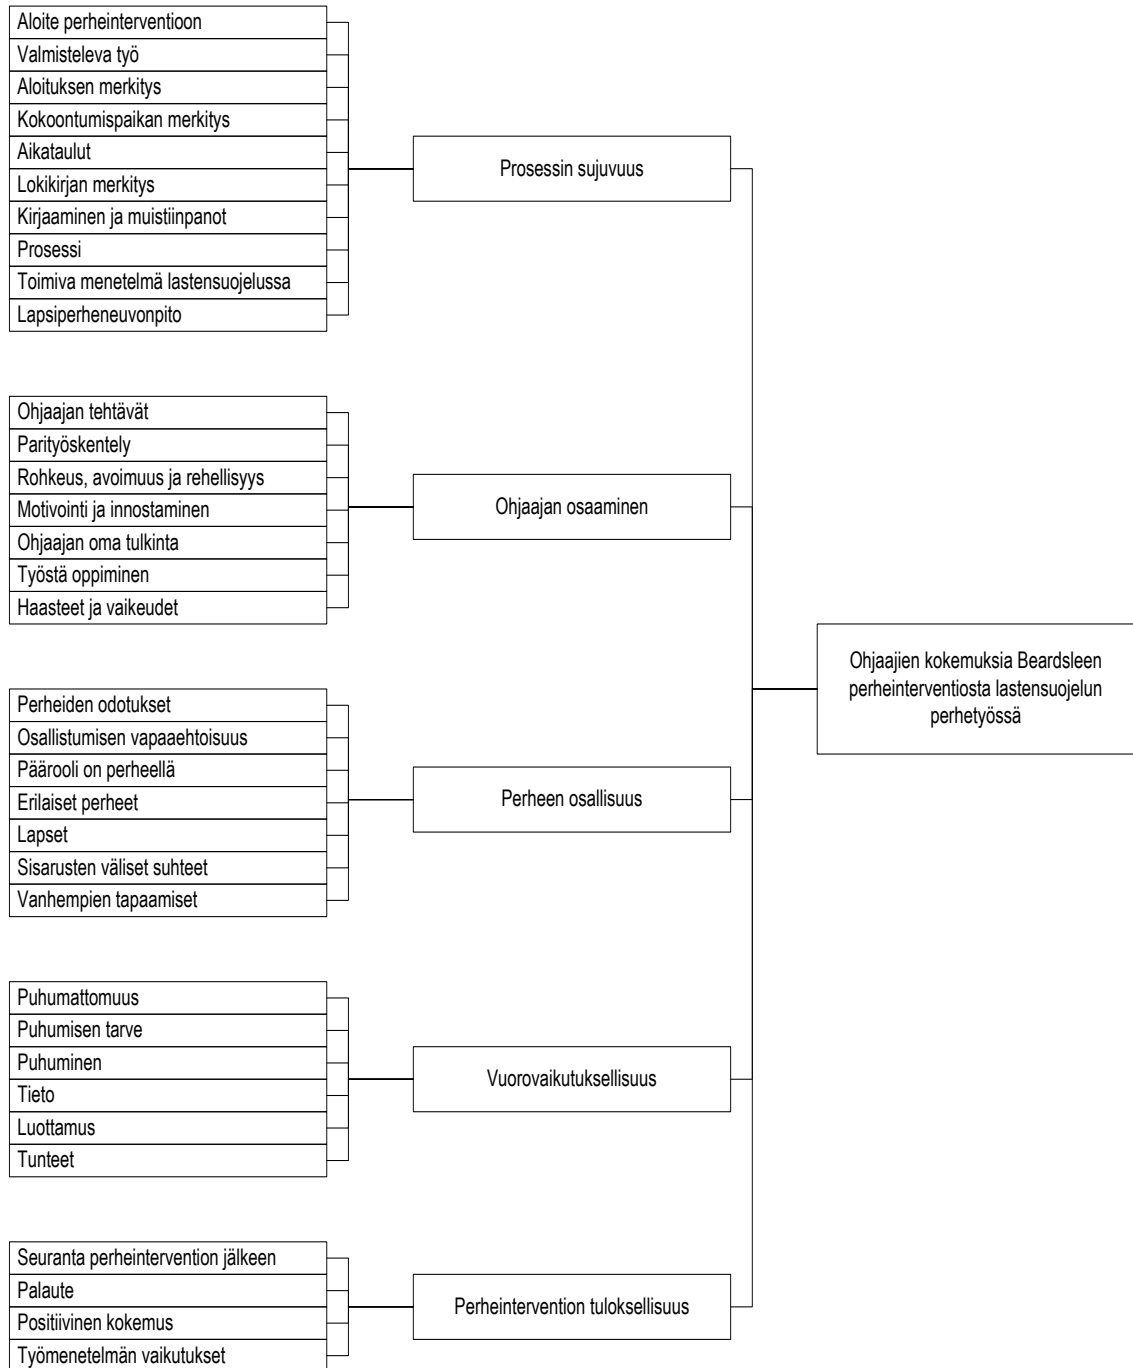 Aloite perheinterventioon
Valmisteleva työ
Aloituksen merkitys
Kokoontumispaikan merkitys
Aikataulut
Lokikirjan merkitys
Kirjaaminen ja muistiinpanot
Prosessi
Toimiva menetelmä lastensuojelussa
Lapsiperheneuvonpito
Prosessin sujuvuus
Ohjaajan tehtävät
Parityöskentely
Rohkeus, avoimuus ja rehellisyys
Motivointi ja innostaminen
Ohjaajan oma tulkinta
Työstä oppiminen
Haasteet ja vaikeudet
Ohjaajan osaaminen
Perheiden odotukset
Osallistumisen vapaaehtoisuus
Päärooli on perheellä
Erilaiset perheet
Lapset
Sisarusten väliset suhteet
Vanhempien tapaamiset
Perheen osallisuus
Puhumattomuus
Puhumisen tarve
Puhuminen
Tieto
Luottamus
Tunteet
Vuorovaikutuksellisuus
Seuranta perheintervention jälkeen
Palaute
Positiivinen kokemus
Työmenetelmän vaikutukset
Perheintervention tuloksellisuus
Ohjaajien kokemuksia Beardsleen
perheinterventiosta lastensuojelun
perhetyössä